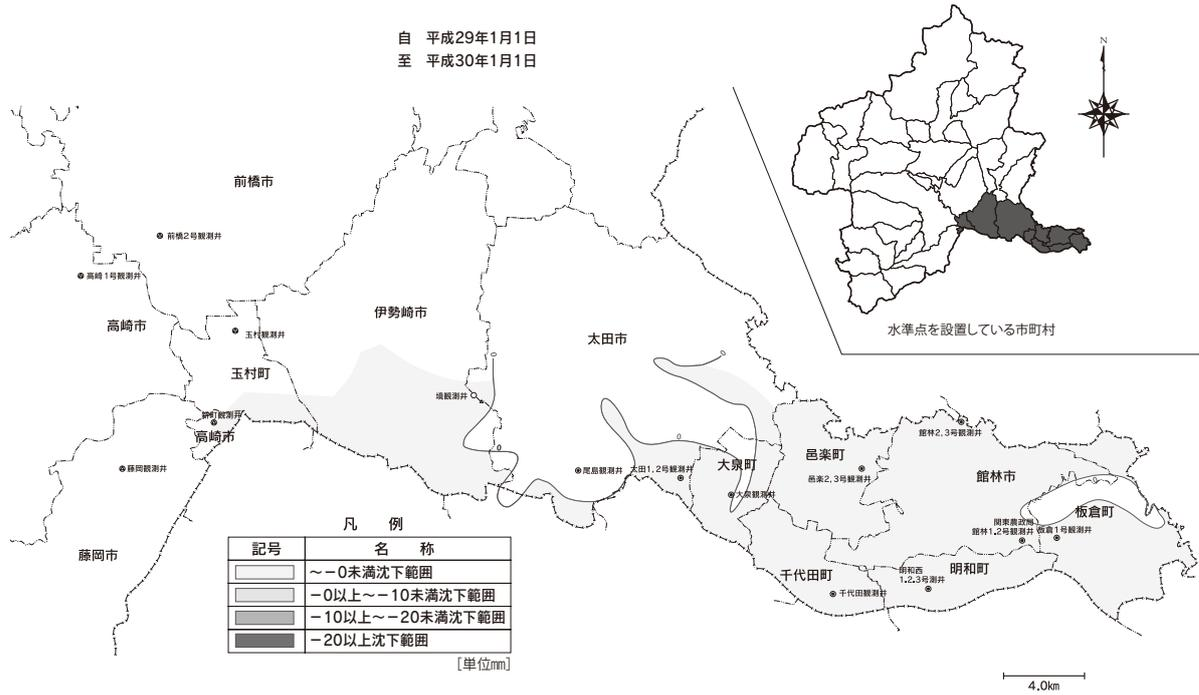 自　平成29年1月1日
至　平成30年1月1日
N
水準点を設置している市町村
前橋市
前橋2号観測井
高崎1号観測井
高崎市
玉村観測井
玉村町
伊勢崎市
太田市
境観測井
新町観測井
高崎市
藤岡観測井
藤岡市
0
0
0
0
0
尾島観測井
太田1,2号観測井
大泉町
大泉観測井
邑楽町
邑楽2,3号観測井
館林2,3号観測井
館林市
板倉町
関東農政局
館林1,2号観測井
板倉1号観測井
千代田町
千代田観測井
明和西
1,2,3号測井
明和町
凡　例
記号　名　称
～－0未満沈下範囲
－0以上～－10未満沈下範囲
－10以上～－20未満沈下範囲
－20以上沈下範囲
［単位mm］
4.0km